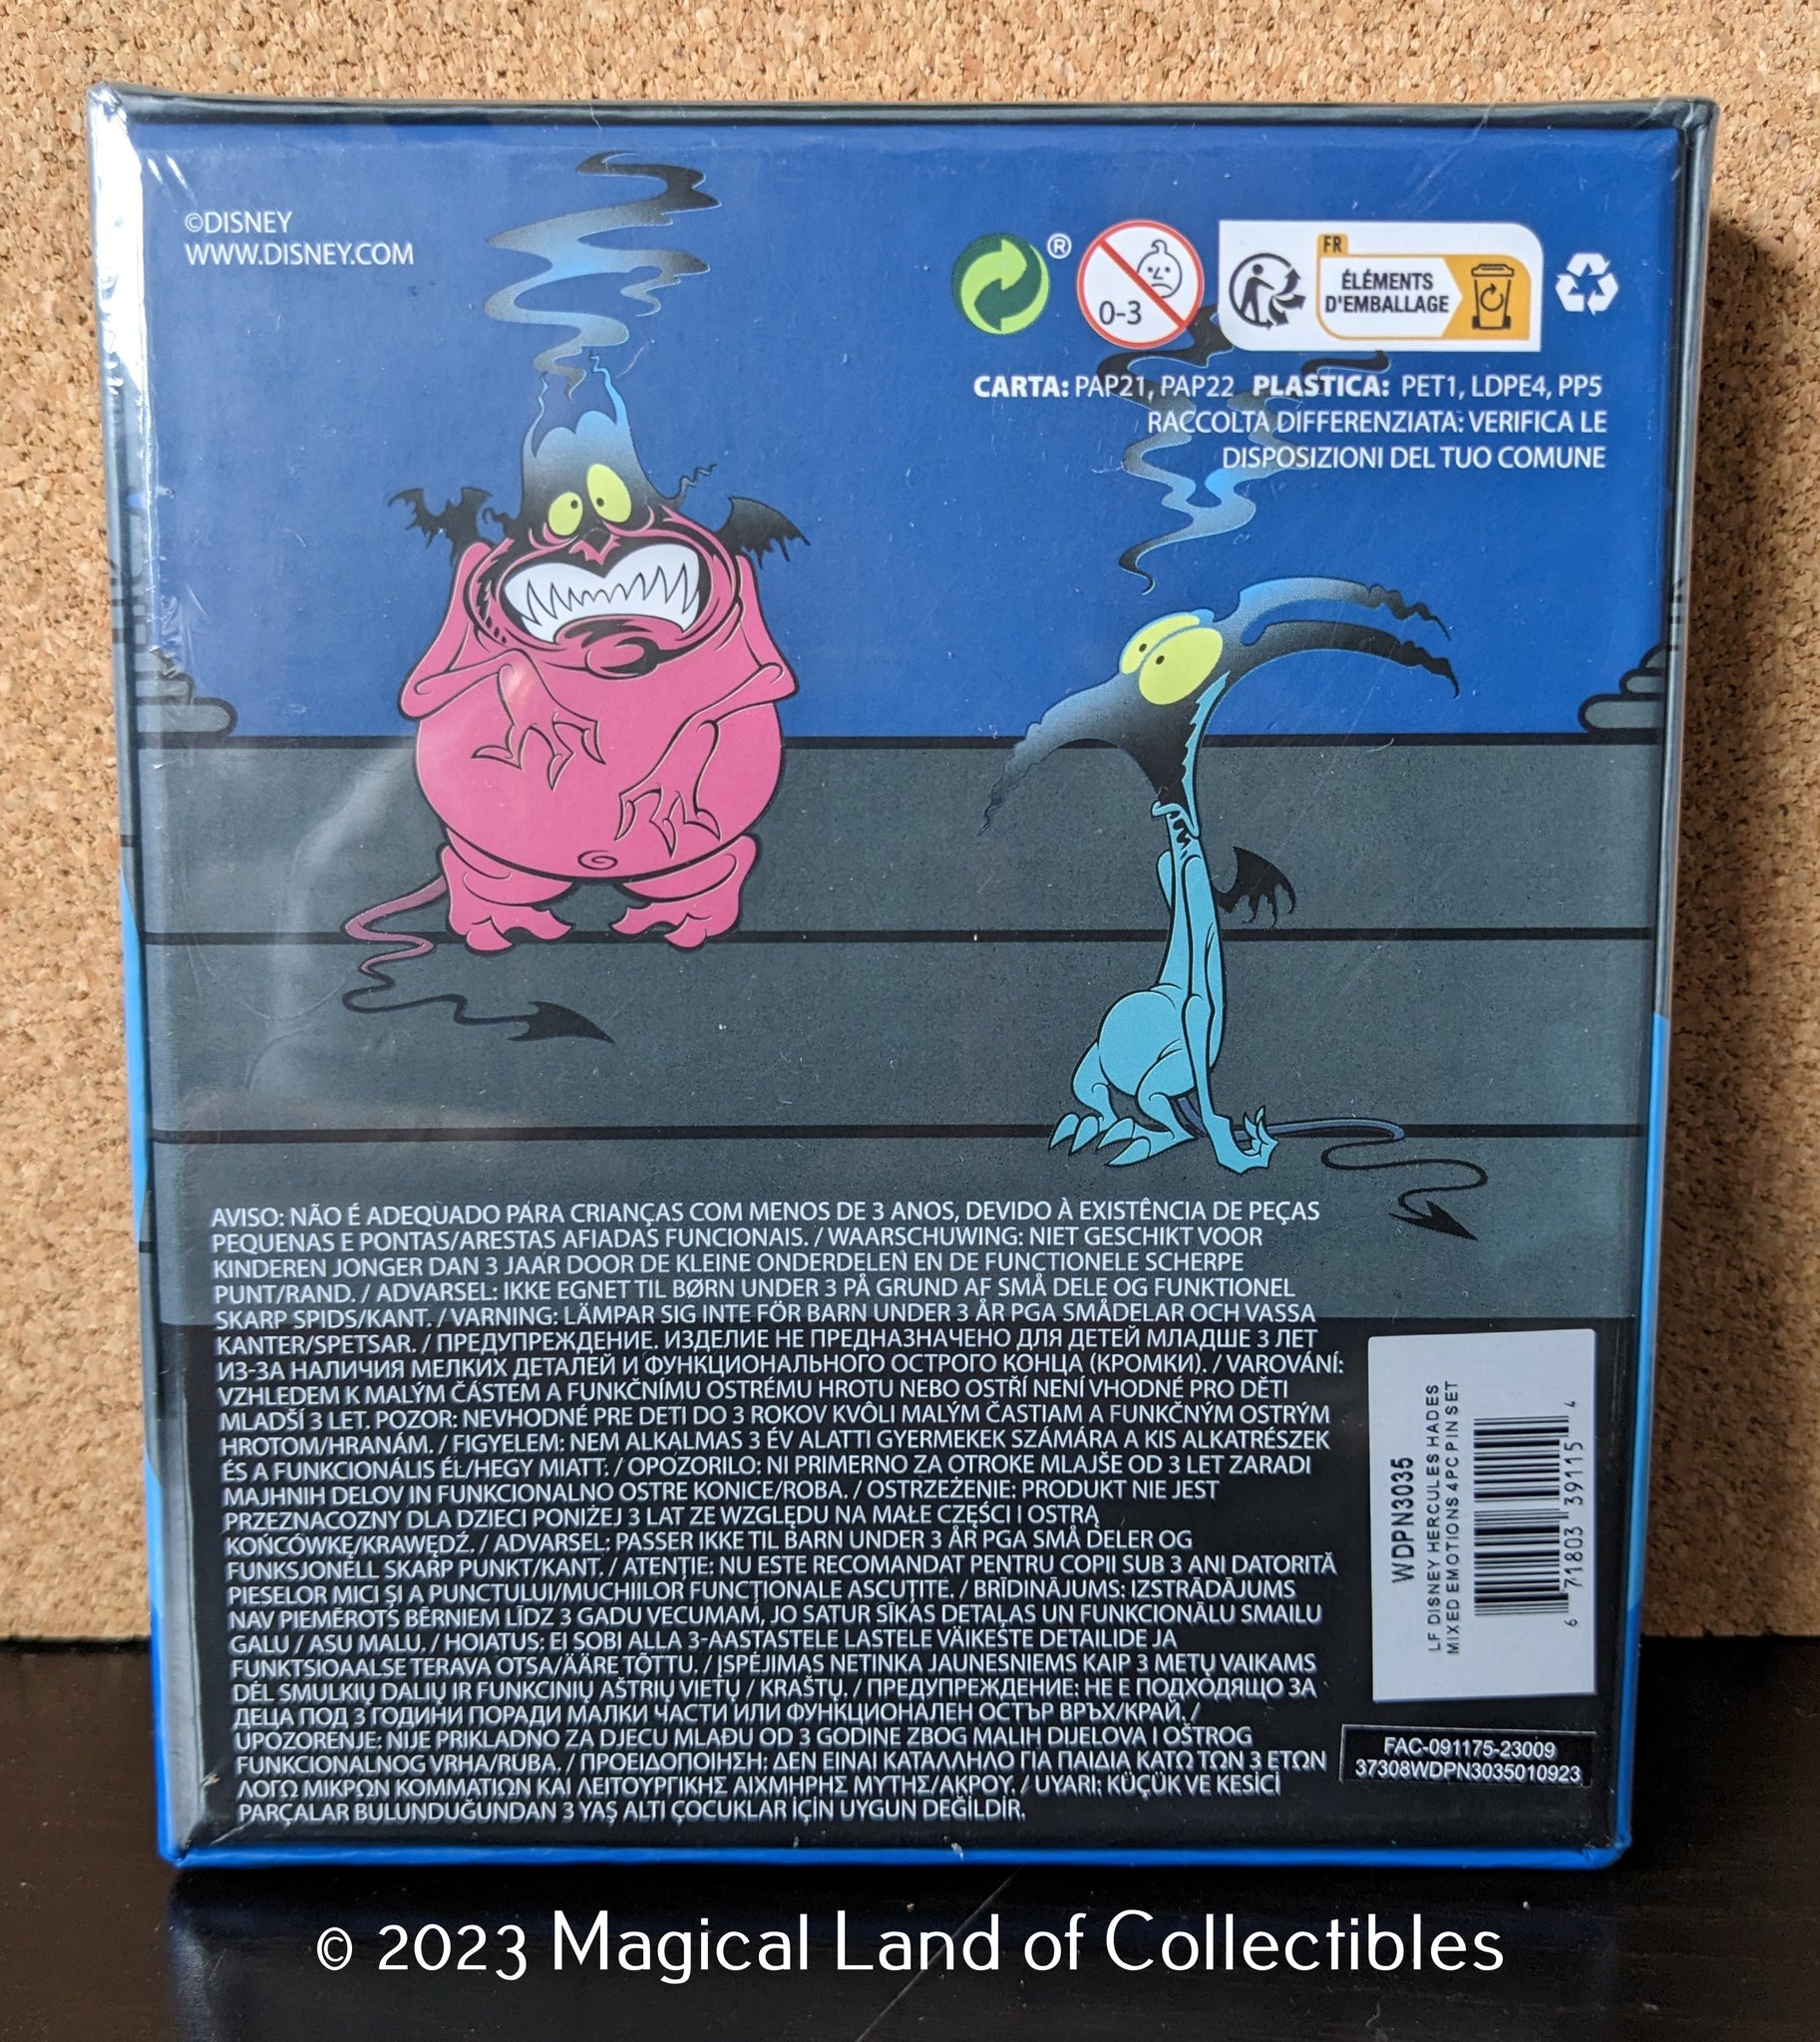 ©DISNEY
WWW.DISNEY.COM
®
0-3
FR
ÉLÉMENTS
D'EMBALLAGE
CARTA: PAP21, PAP22 PLASTICA: PET1, LDPE4, PP5
RACCOLTA DIFFERENZIATA: VERIFICA LE
DISPOSIZIONI DEL TUO COMUNE
AVISO: NÃO É ADEQUADO PARA CRIANÇAS COM MENOS DE 3 ANOS, DEVIDO À EXISTÊNCIA DE PEÇAS
PEQUENAS E PONTAS/ARESTAS AFIADAS FUNCIONAIS. / WAARSCHUWING: NIET GESCHIKT VOOR
KINDEREN JONGER DAN 3 JAAR DOOR DE KLEINE ONDERDELEN EN DE FUNCTIONELE SCHERPE
PUNT/RAND. / ADVARSEL: IKKE EGNET TIL BØRN UNDER 3 PÅ GRUND AF SMÅ DELE OG FUNKTIONEL
SKARP SPIDS/KANT. / VARNING: LÄMPAR SIG INTE FÖR BARN UNDER 3 ÅR PGA SMÅDELAR OCH VASSA
KANTER/SPETSAR. / ПРЕДУПРЕЖДЕНИЕ. ИЗДЕЛИЕ НЕ ПРЕДНАЗНАЧЕНО ДЛЯ ДЕТЕЙ МЛАДШЕ 3 ЛЕТ
ИЗ-ЗА НАЛИЧИЯ МЕЛКИХ ДЕТАЛЕЙ И ФУНКЦИОНАЛЬНОГО ОСТРОГО КОНЦА (КРОМКИ). / VAROVÁNÍ:
VZHLEDEM K MALÝM ČÁSTEM A FUNKČNÍMU OSTRÉMU HROTU NEBO OSTŘÍ NENÍ VHODNÉ PRO DĚTI
MLADŠÍ 3 LET. POZOR: NEVHODNÉ PRE DETI DO 3 ROKOV KVÔLI MALÝM ČASTIAM A FUNKČNÝM OSTRÝM
HROTOM/HRANÁM. / FIGYELEM: NEM ALKALMAS 3 ÉV ALATTI GYERMEKEK SZÁMÁRA A KIS ALKATRÉSZEK
ÉS A FUNKCIONÁLIS ÉL/HEGY MIATT. / OPOZORILO: NI PRIMERNO ZA OTROKE MLAJŠE OD 3 LET ZARADI
MAJHNIH DELOV IN FUNKCIONALNO OSTRE KONICE/ROBA. / OSTRZEŻENIE: PRODUKT NIE JEST
PRZEZNACOZNY DLA DZIECI PONIŻEJ 3 LAT ZE WZGLĘDU NA MAŁE CZĘŚCI I OSTRĄ
KOŃCÓWKĘ/KRAWĘDŹ. / ADVARSEL: PASSER IKKE TIL BARN UNDER 3 ÅR PGA SMÅ DELER OG
FUNKSJONELL SKARP PUNKT/KANT. / ATENȚIE: NU ESTE RECOMANDAT PENTRU COPII SUB 3 ANI DATORITĂ
PIESELOR MICI ȘI A PUNCTULUI/MUCHIILOR FUNCȚIONALE ASCUȚITE. / BRĪDINĀJUMS: IZSTRĀDĀJUMS
NAV PIEMĒROTS BĒRNIEM LĪDZ 3 GADU VECUMAM, JO SATUR SĪKAS DETAĻAS UN FUNKCIONĀLU SMAILU
GALU / ASU MALU. / HOIATUS: EI SOBI ALLA 3-AASTASTELE LASTELE VÄIKESTE DETAILIDE JA
FUNKTSIOAALSE TERAVA OTSA/ÄÄRE TÕTTU. / ĮSPĖJIMAS NETINKA JAUNESNIEMS KAIP 3 METŲ VAIKAMS
DĖL SMULKIŲ DALIŲ IR FUNKCINIŲ AŠTRIŲ VIETŲ / KRAŠTŲ. / ПРЕДУПРЕЖДЕНИЕ: НЕ Е ПОДХОДЯЩО ЗА
ДЕЦА ПОД 3 ГОДИНИ ПОРАДИ МАЛКИ ЧАСТИ ИЛИ ФУНКЦИОНАЛЕН ОСТЪР ВРЪХ/КРАЙ. /
UPOZORENJE: NIJE PRIKLADNO ZA DJECU MLAĐU OD 3 GODINE ZBOG MALIH DIJELOVA I OŠTROG
FUNKCIONALNOG VRHA/RUBA. / ΠΡΟΕΙΔΟΠΟΙΗΣΗ: ΔΕΝ ΕΙΝΑΙ ΚΑΤΑΛΛΗΛΟ ΓΙΑ ΠΑΙΔΙΑ ΚΑΤΩ ΤΩΝ 3 ΕΤΩΝ
ΛΟΓΩ ΜΙΚΡΩΝ ΚΟΜΜΑΤΙΩΝ ΚΑΙ ΛΕΙΤΟΥΡΓΙΚΗΣ ΑΙΧΜΗΡΗΣ ΜΥΤΗΣ/ΑΚΡΟΥ. / UYARI: KÜÇÜK VE KESİCİ
PARÇALAR BULUNDUĞUNDAN 3 YAŞ ALTI ÇOCUKLAR İÇİN UYGUN DEĞİLDİR.
WDPN3035
LF DISNEY HERCULES HADES
MIXED EMOTIONS 4PC PIN SET
6 71803 39115 4
FAC-091175-23009
37308WDPN3035010923
© 2023 Magical Land of Collectibles